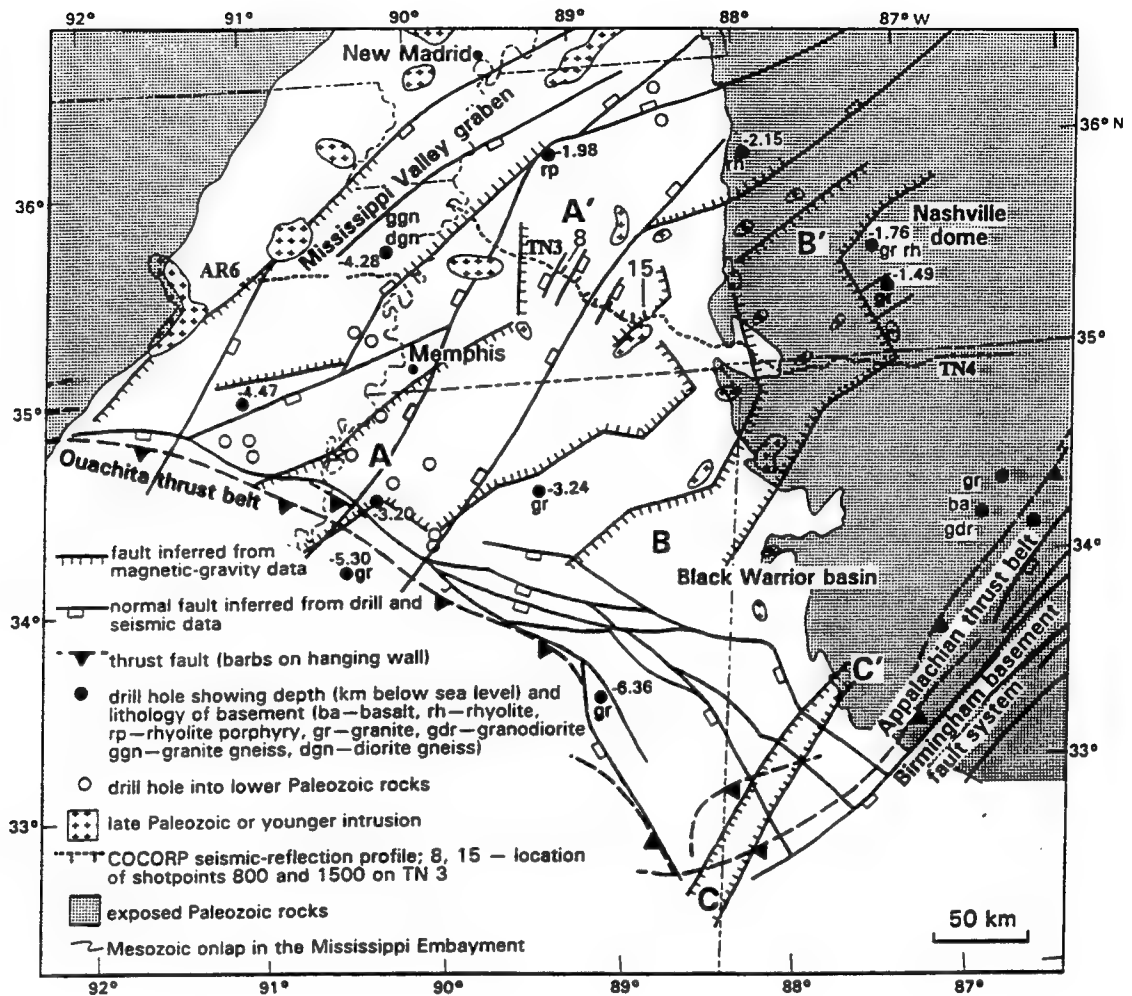 92° 91° 90° 89° 88° 87° W
New Madrid
36° N
Mississippi Valley graben
-1.98
rp
-2.15
rh
36°
A'
ggn
dgn
-4.28
TN3
8
B'
Nashville
dome
-1.76
gr rh
AR6
15
-1.49
gr
35°
Memphis
TN4
-4.47
35°
Ouachita thrust belt
A
-3.20
-3.24
gr
gr
ba
gdr
B
34°
-5.30
gr
Black Warrior basin
fault inferred from
magnetic-gravity data
normal fault inferred from drill and
seismic data
34°
thrust fault (barbs on hanging wall)
C'
Appalachian thrust belt
Birmingham basement
fault system
drill hole showing depth (km below sea level) and
lithology of basement (ba—basalt, rh—rhyolite,
rp—rhyolite porphyry, gr—granite, gdr—granodiorite
ggn—granite gneiss, dgn—diorite gneiss)
-6.36
gr
33°
drill hole into lower Paleozoic rocks
late Paleozoic or younger intrusion
33°
COCORP seismic-reflection profile; 8, 15 — location
of shotpoints 800 and 1500 on TN 3
C
exposed Paleozoic rocks
50 km
Mesozoic onlap in the Mississippi Embayment
92° 91° 90° 89° 88° 87°